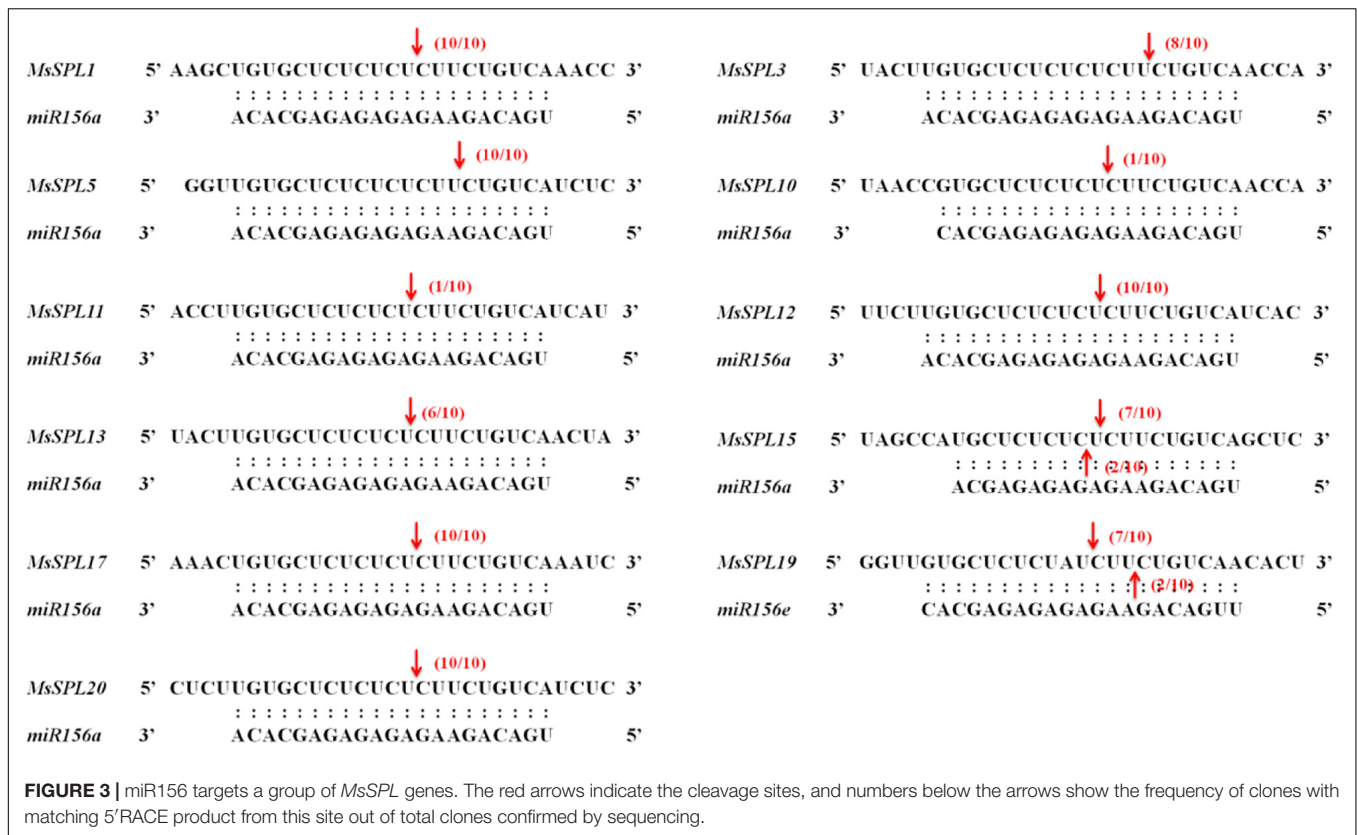 (10/10)
MsSPL1 5’ AAGCUGUGCUCUCUCUCUUCUGUCAAACC 3’
miR156a 3’ ACACGAGAGAGAGAAGACAGU 5’
(8/10)
MsSPL3 5’ UACUUGUGCUCUCUCUCUUCUGUCAACCA 3’
miR156a 3’ ACACGAGAGAGAGAAGACAGU 5’
(10/10)
MsSPL5 5’ GGUUGUGCUCUCUCUCUUCUGUCAUCUC 3’
miR156a 3’ ACACGAGAGAGAGAAGACAGU 5’
(1/10)
MsSPL10 5’ UAACCGUGCUCUCUCUCUUCUGUCAACCA 3’
miR156a 3’ CACGAGAGAGAGAAGACAGU 5’
(1/10)
MsSPL11 5’ ACCUUGUGCUCUCUCUCUUCUGUCAUCAU 3’
miR156a 3’ ACACGAGAGAGAGAAGACAGU 5’
(10/10)
MsSPL12 5’ UUCUUGUGCUCUCUCUCUUCUGUCAUCAC 3’
miR156a 3’ ACACGAGAGAGAGAAGACAGU 5’
(6/10)
MsSPL13 5’ UACUUGUGCUCUCUCUCUUCUGUCAACUA 3’
miR156a 3’ ACACGAGAGAGAGAAGACAGU 5’
(7/10)
MsSPL15 5’ UAGCCAUGCUCUCUCUCUUCUGUCAGCUC 3’
(2/10)
miR156a 3’ ACGAGAGAGAGAAGACAGU 5’
(10/10)
MsSPL17 5’ AAACUGUGCUCUCUCUCUUCUGUCAAAUC 3’
miR156a 3’ ACACGAGAGAGAGAAGACAGU 5’
(7/10)
MsSPL19 5’ GGUUGUGCUCUCUAUCUUCUGUCAACACU 3’
(2/10)
miR156e 3’ CACGAGAGAGAGAAGACAGUU 5’
(10/10)
MsSPL20 5’ CUCUUGUGCUCUCUCUCUUCUGUCAUCUC 3’
miR156a 3’ ACACGAGAGAGAGAAGACAGU 5’
FIGURE 3 | miR156 targets a group of MsSPL genes. The red arrows indicate the cleavage sites, and numbers below the arrows show the frequency of clones with
matching 5′RACE product from this site out of total clones confirmed by sequencing.